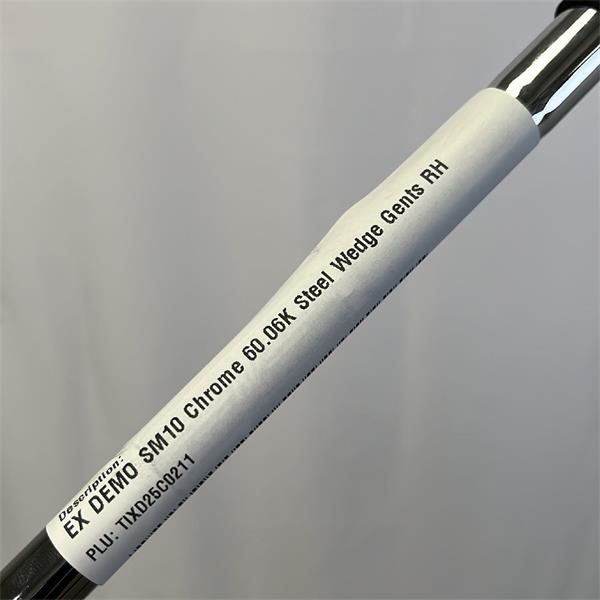 Description:
EX DEMO SM10 Chrome 60.06K Steel Wedge Gents RH
PLU: TIXD25C0211